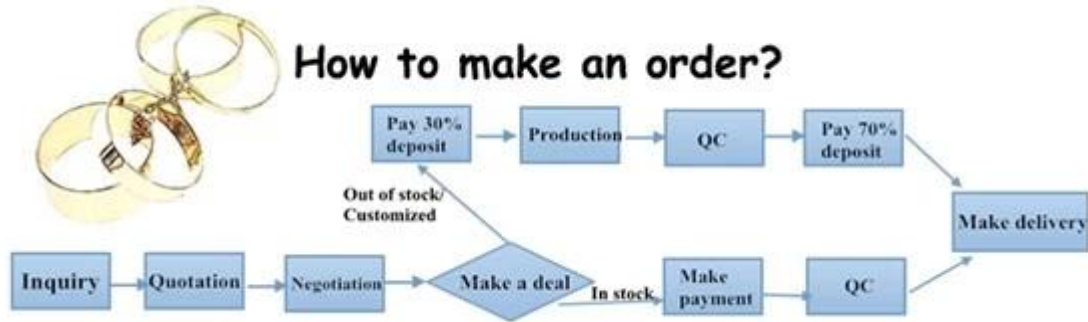 How to make an order?
Pay 30%
deposit
Production
QC
Pay 70%
deposit
Out of stock/
Customized
Make delivery
Inquiry
Quotation
Negotiation
Make a deal
In stock
Make
payment
QC